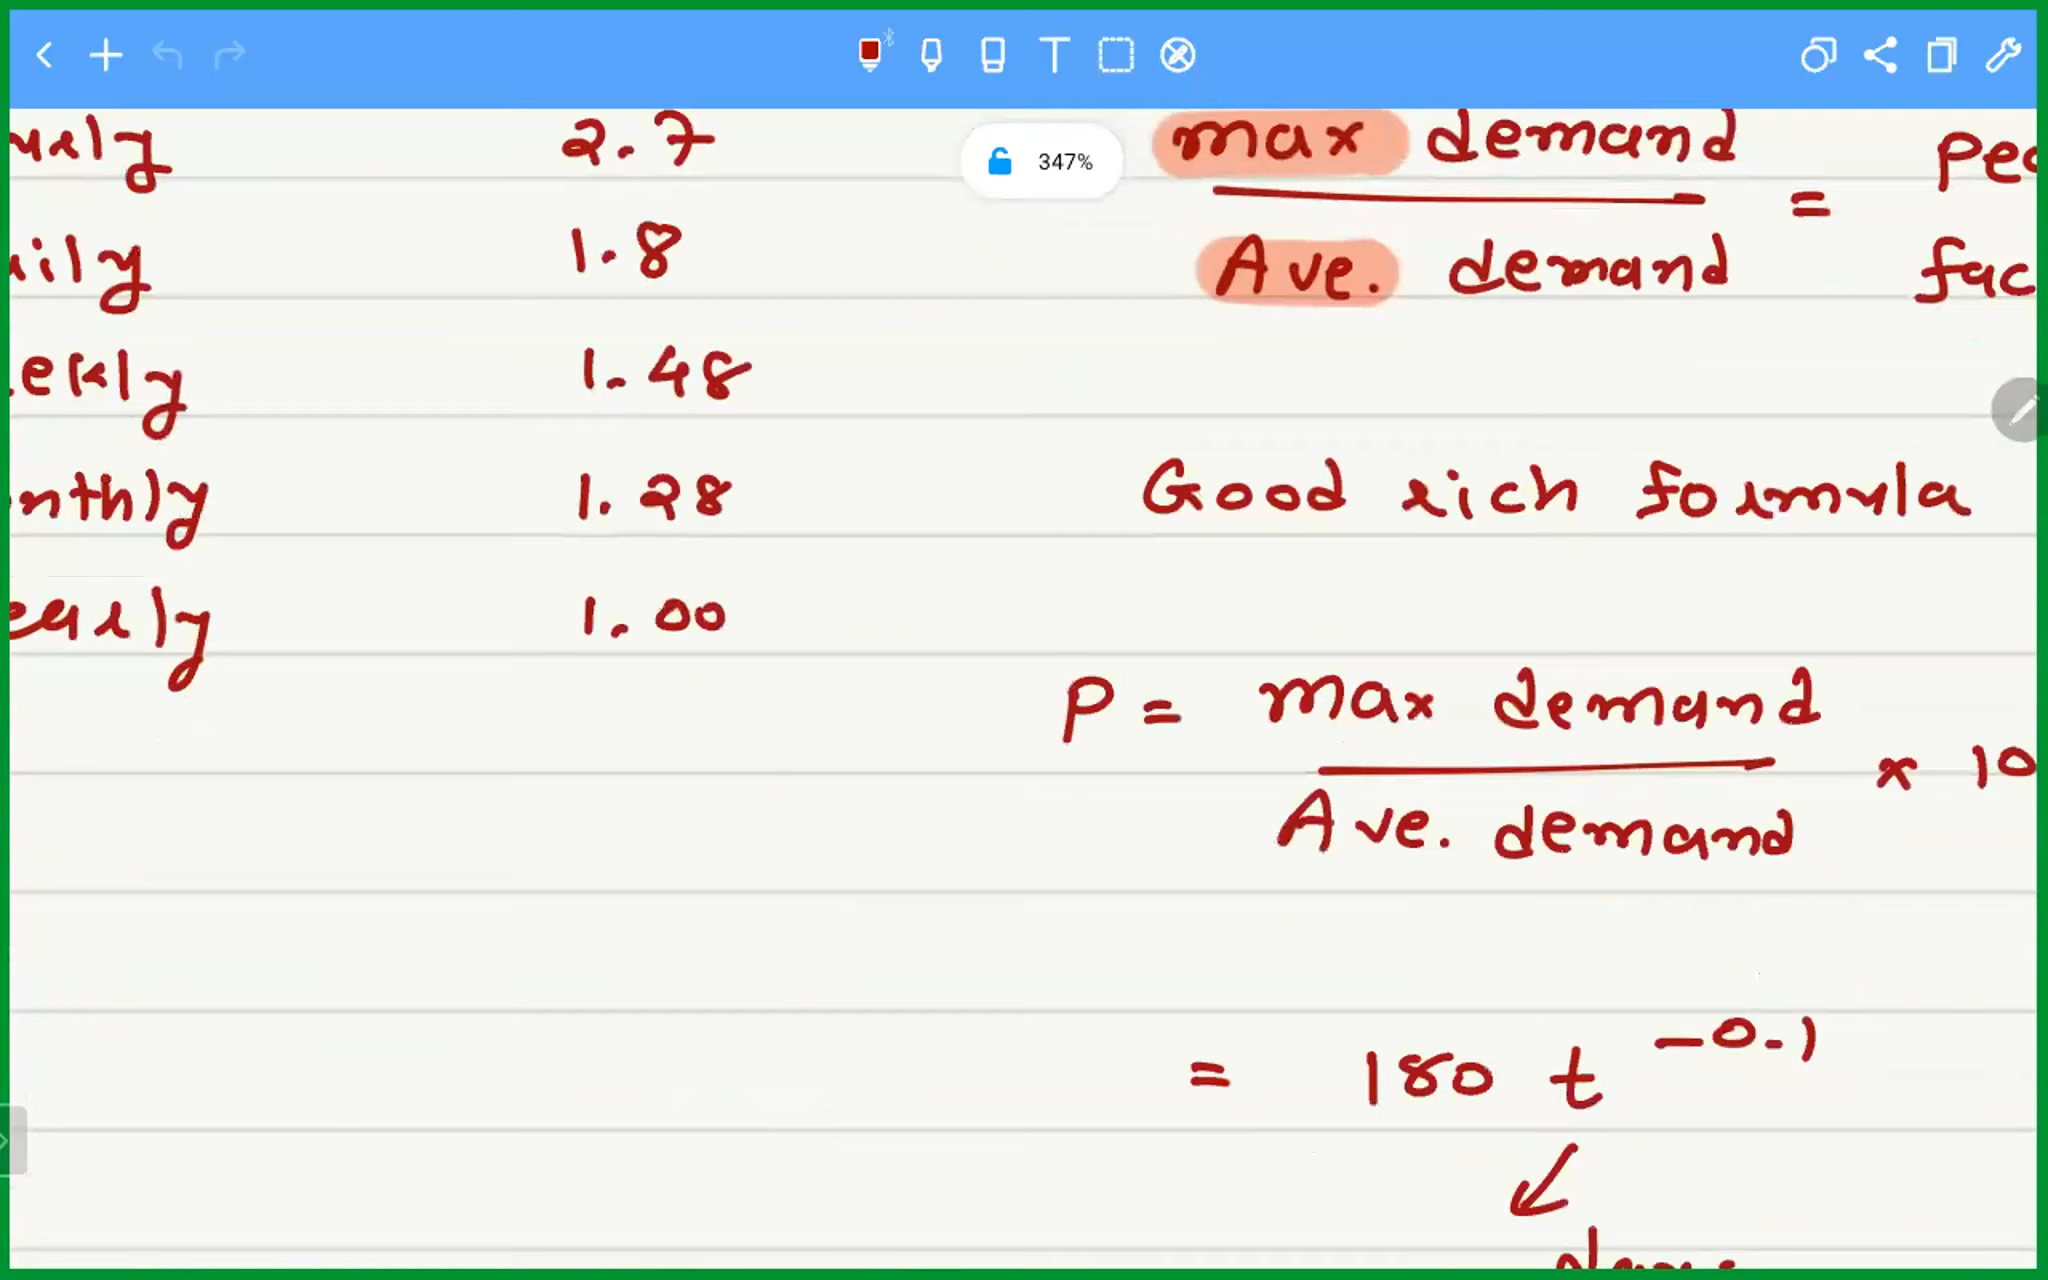 347%
2.7
1.8
1.48
1.28
1.00
max demand
=
Ave. demand
Good rich formula
P = max demand
x 10
Ave. demand
= 180 t -0.1